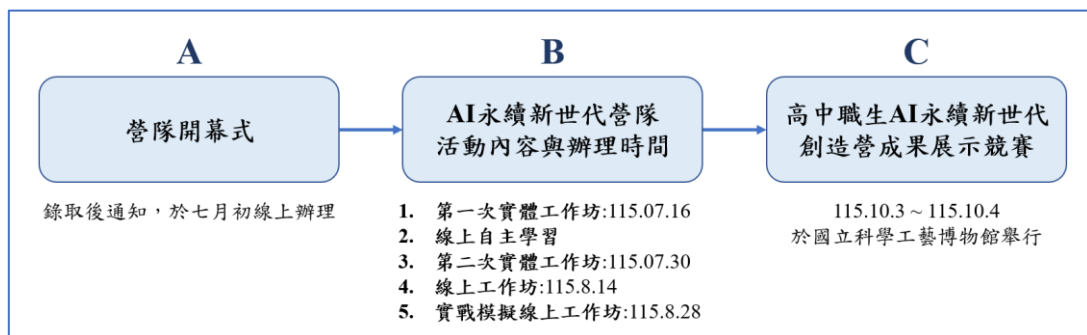 A
營隊開幕式
錄取後通知，於七月初線上辦理
B
AI永續新世代營隊
活動內容與辦理時間
1. 第一次實體工作坊:115.07.16
2. 線上自主學習
3. 第二次實體工作坊:115.07.30
4. 線上工作坊:115.8.14
5. 實戰模擬線上工作坊:115.8.28
C
高中職生AI永續新世代
創造營成果展示競賽
115.10.3 ~ 115.10.4
於國立科學工藝博物館舉行